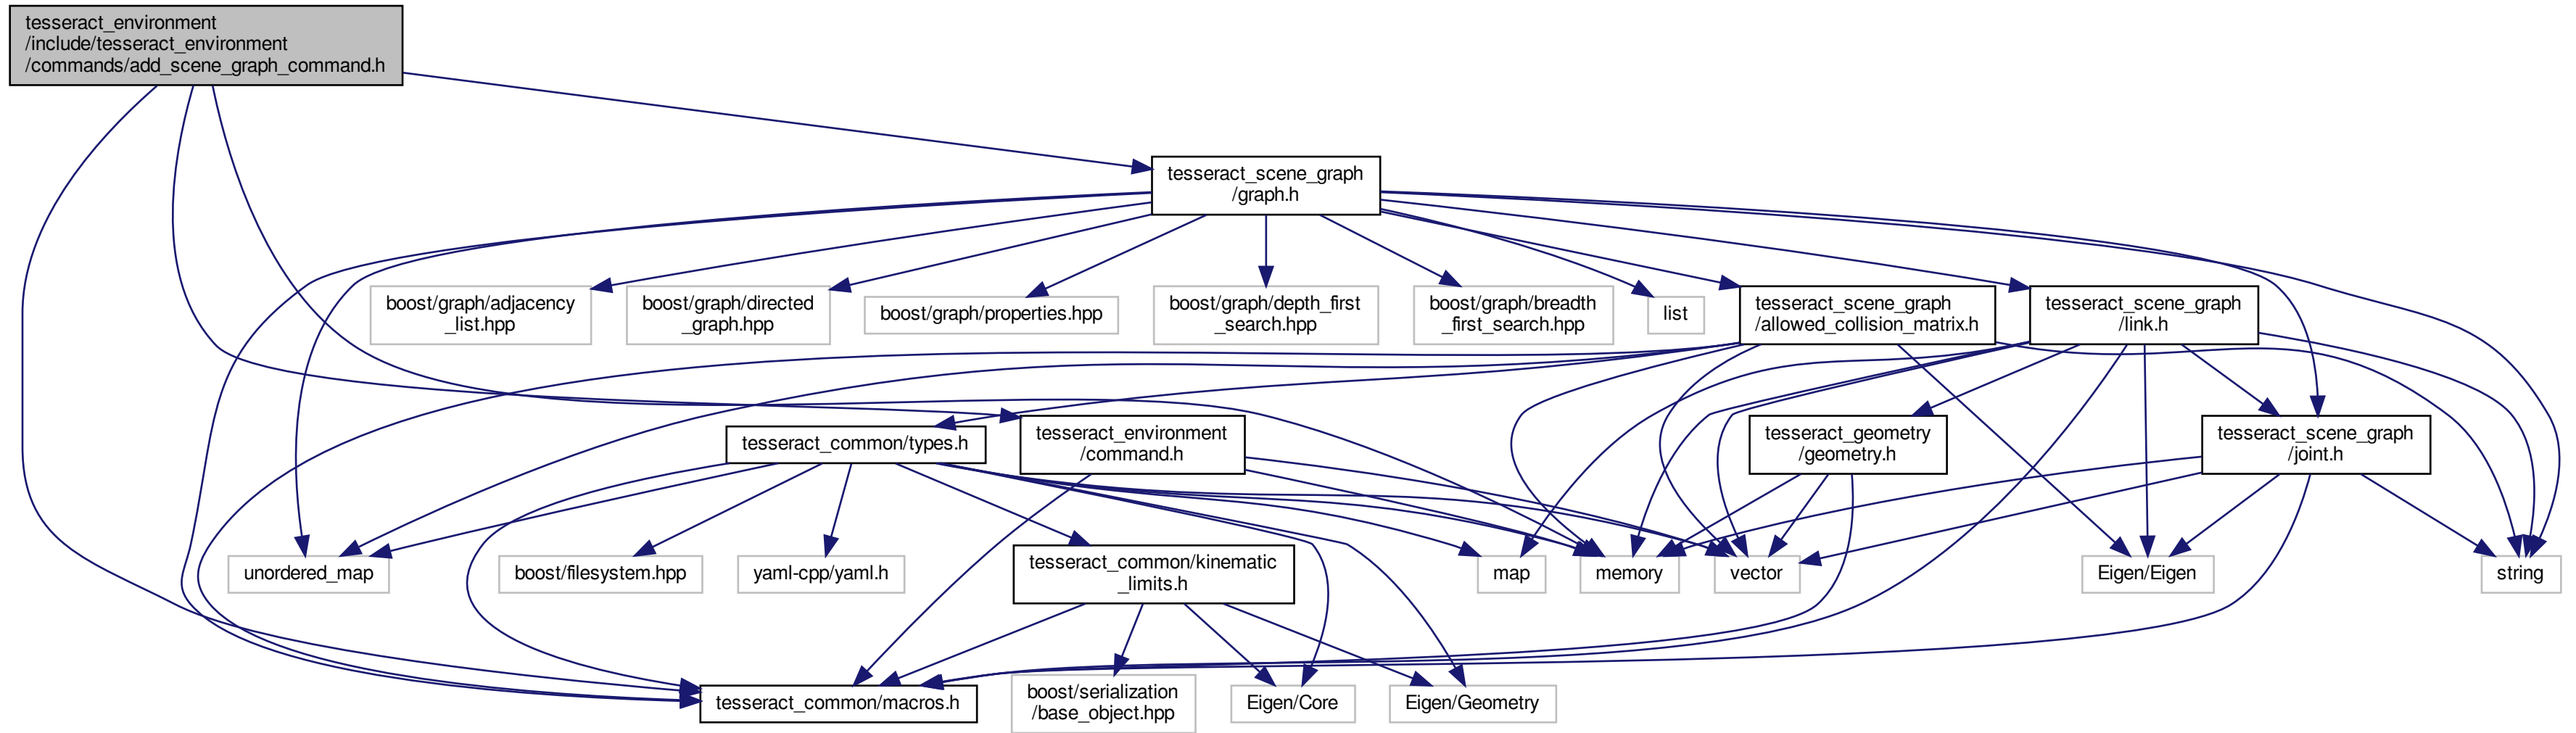 tesseract_environment
/include/tesseract_environment
/commands/add_scene_graph_command.h
tesseract_scene_graph
/graph.h
boost/graph/adjacency
_list.hpp
boost/graph/directed
_graph.hpp
boost/graph/properties.hpp
boost/graph/depth_first
_search.hpp
boost/graph/breadth
_first_search.hpp
list
tesseract_scene_graph
/allowed_collision_matrix.h
tesseract_scene_graph
/link.h
tesseract_common/types.h
tesseract_environment
/command.h
tesseract_geometry
/geometry.h
tesseract_scene_graph
/joint.h
unordered_map
boost/filesystem.hpp
yaml-cpp/yaml.h
tesseract_common/kinematic
_limits.h
map
memory
vector
Eigen/Eigen
string
tesseract_common/macros.h
boost/serialization
/base_object.hpp
Eigen/Core
Eigen/Geometry